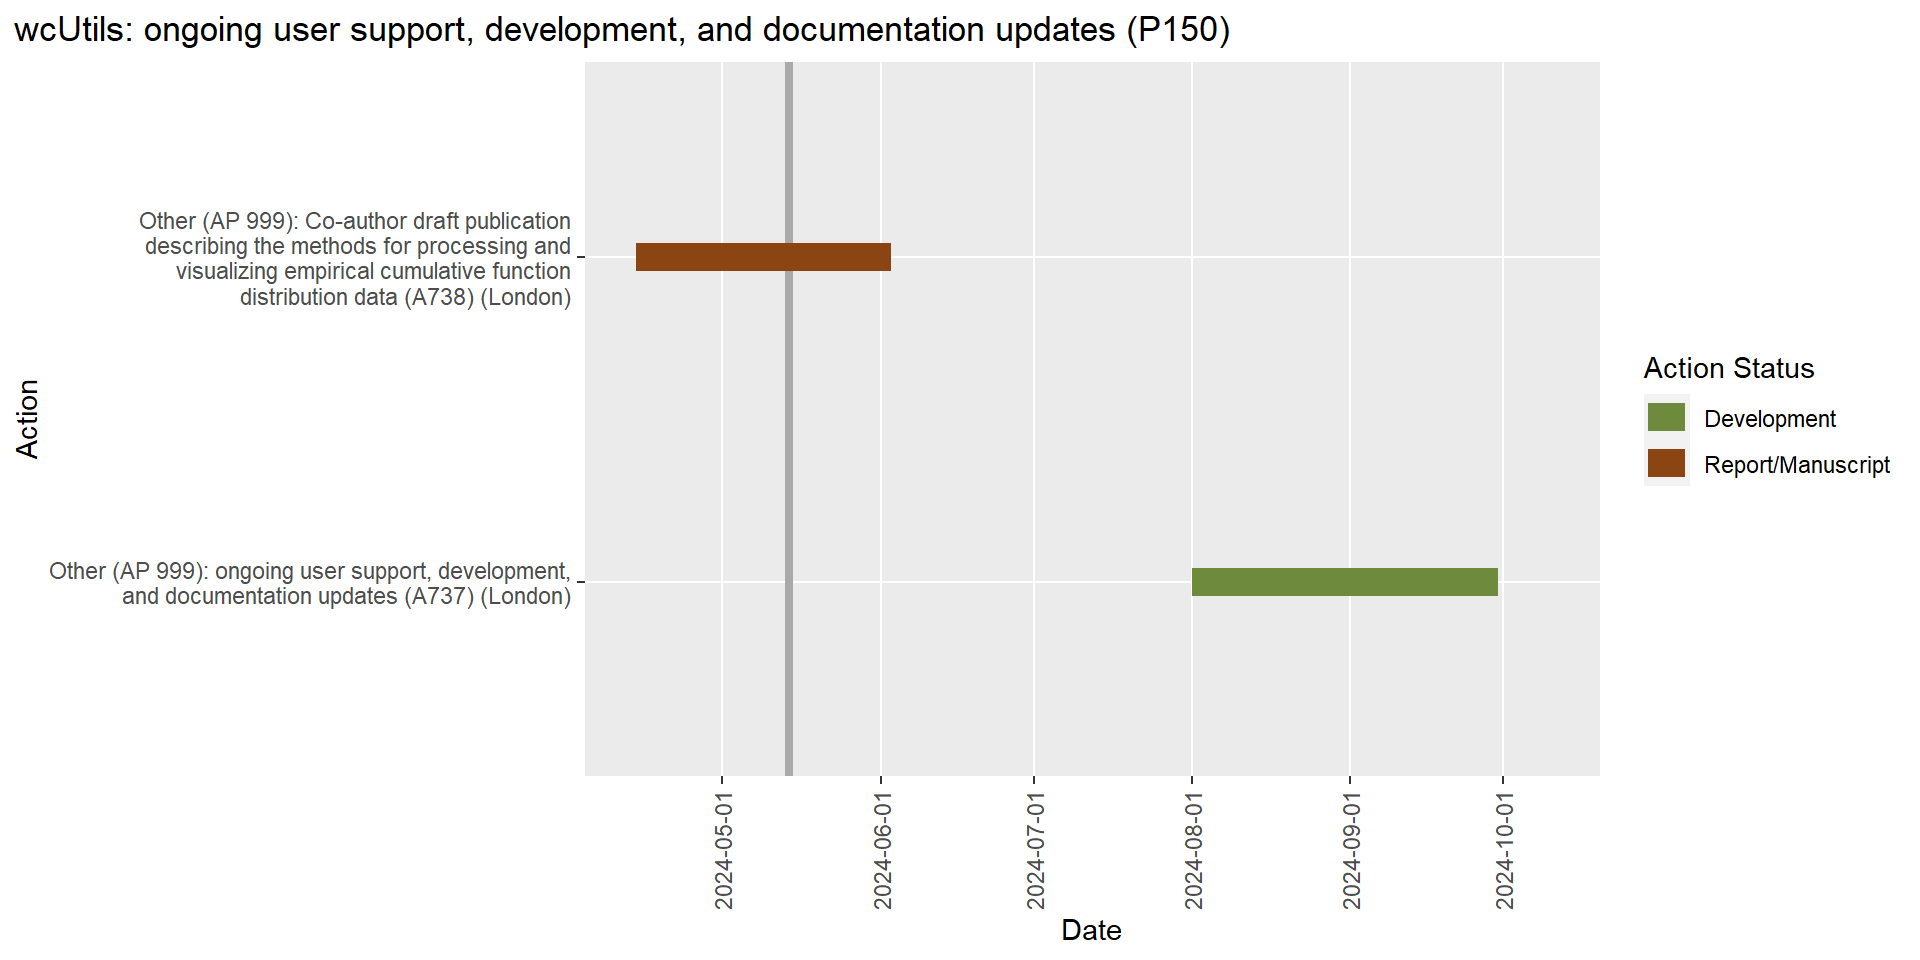 wcUtils: ongoing user support, development, and documentation updates (P150)
Action
Other (AP 999): Co-author draft publication
describing the methods for processing and
visualizing empirical cumulative function
distribution data (A738) (London)
Other (AP 999): ongoing user support, development,
and documentation updates (A737) (London)
2024-05-01
2024-06-01
2024-07-01
2024-08-01
2024-09-01
2024-10-01
Date
Action Status
Development
Report/Manuscript